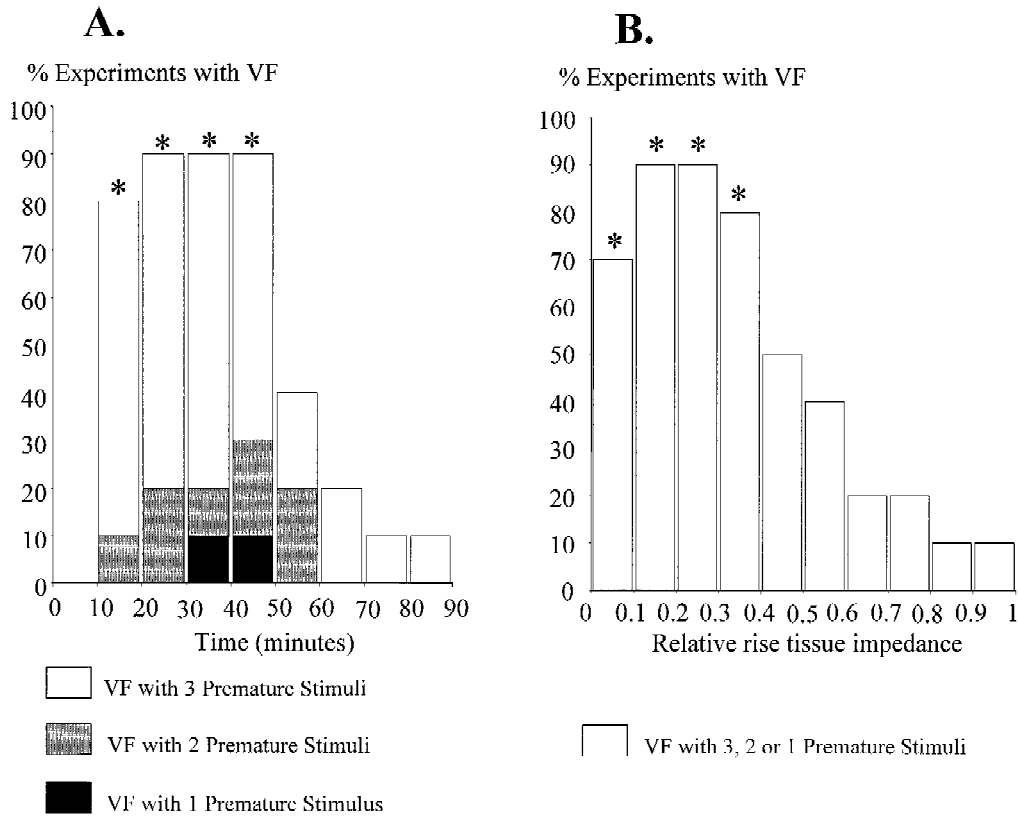 A.
% Experiments with VF
100
90
80
70
60
50
40
30
20
10
0
* * * *
0 10 20 30 40 50 60 70 80 90
Time (minutes)
VF with 3 Premature Stimuli
VF with 2 Premature Stimuli
VF with 1 Premature Stimulus
B.
% Experiments with VF
100
90
80
70
60
50
40
30
20
10
0
* * * *
0 0.1 0.2 0.3 0.4 0.5 0.6 0.7 0.8 0.9 1
Relative rise tissue impedance
VF with 3, 2 or 1 Premature Stimuli